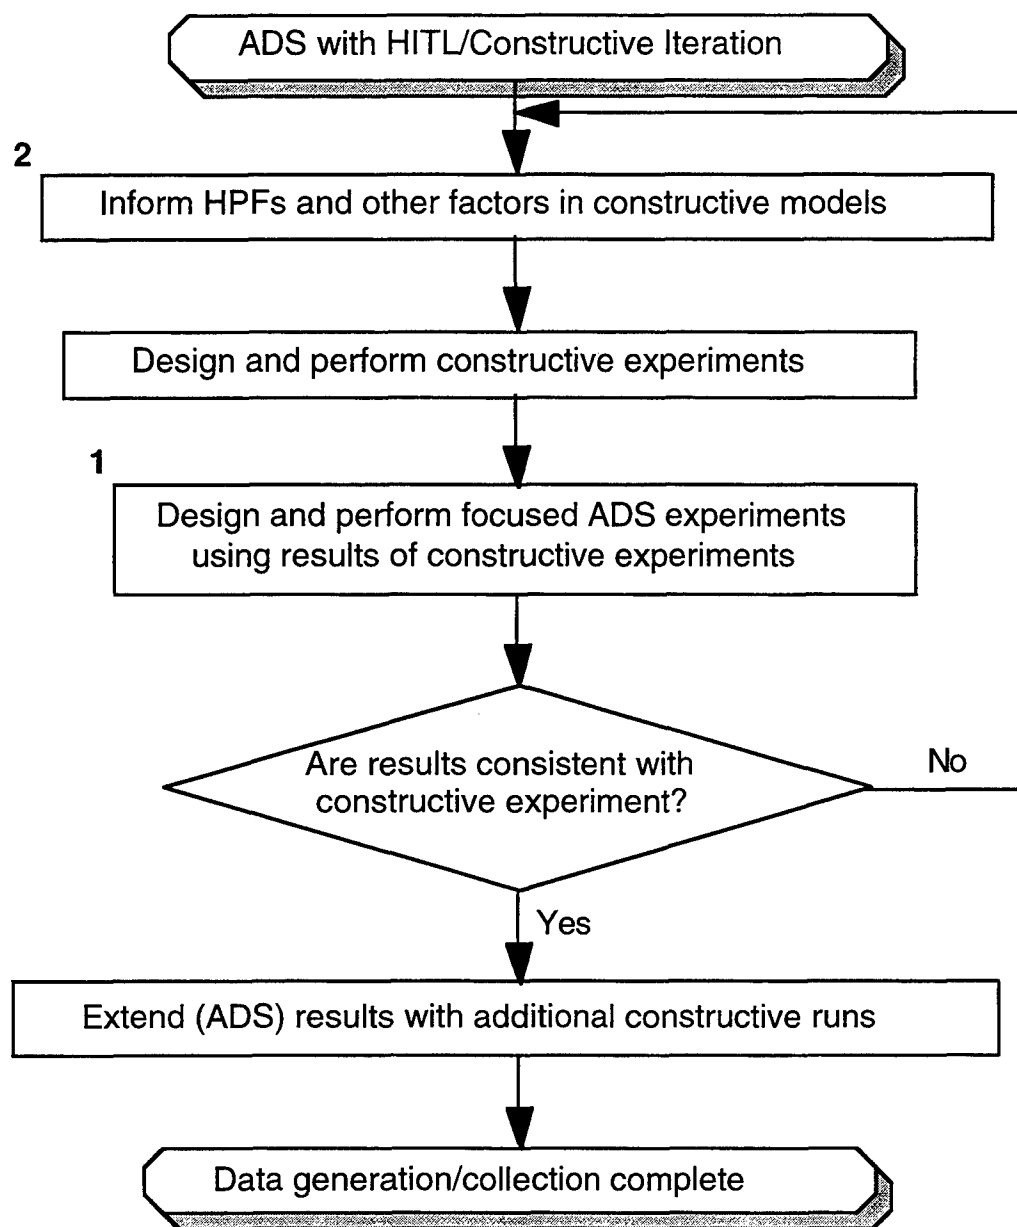 ADS with HITL/Constructive Iteration
2
Inform HPFs and other factors in constructive models
Design and perform constructive experiments
1
Design and perform focused ADS experiments
using results of constructive experiments
Are results consistent with
constructive experiment?
No
Yes
Extend (ADS) results with additional constructive runs
Data generation/collection complete